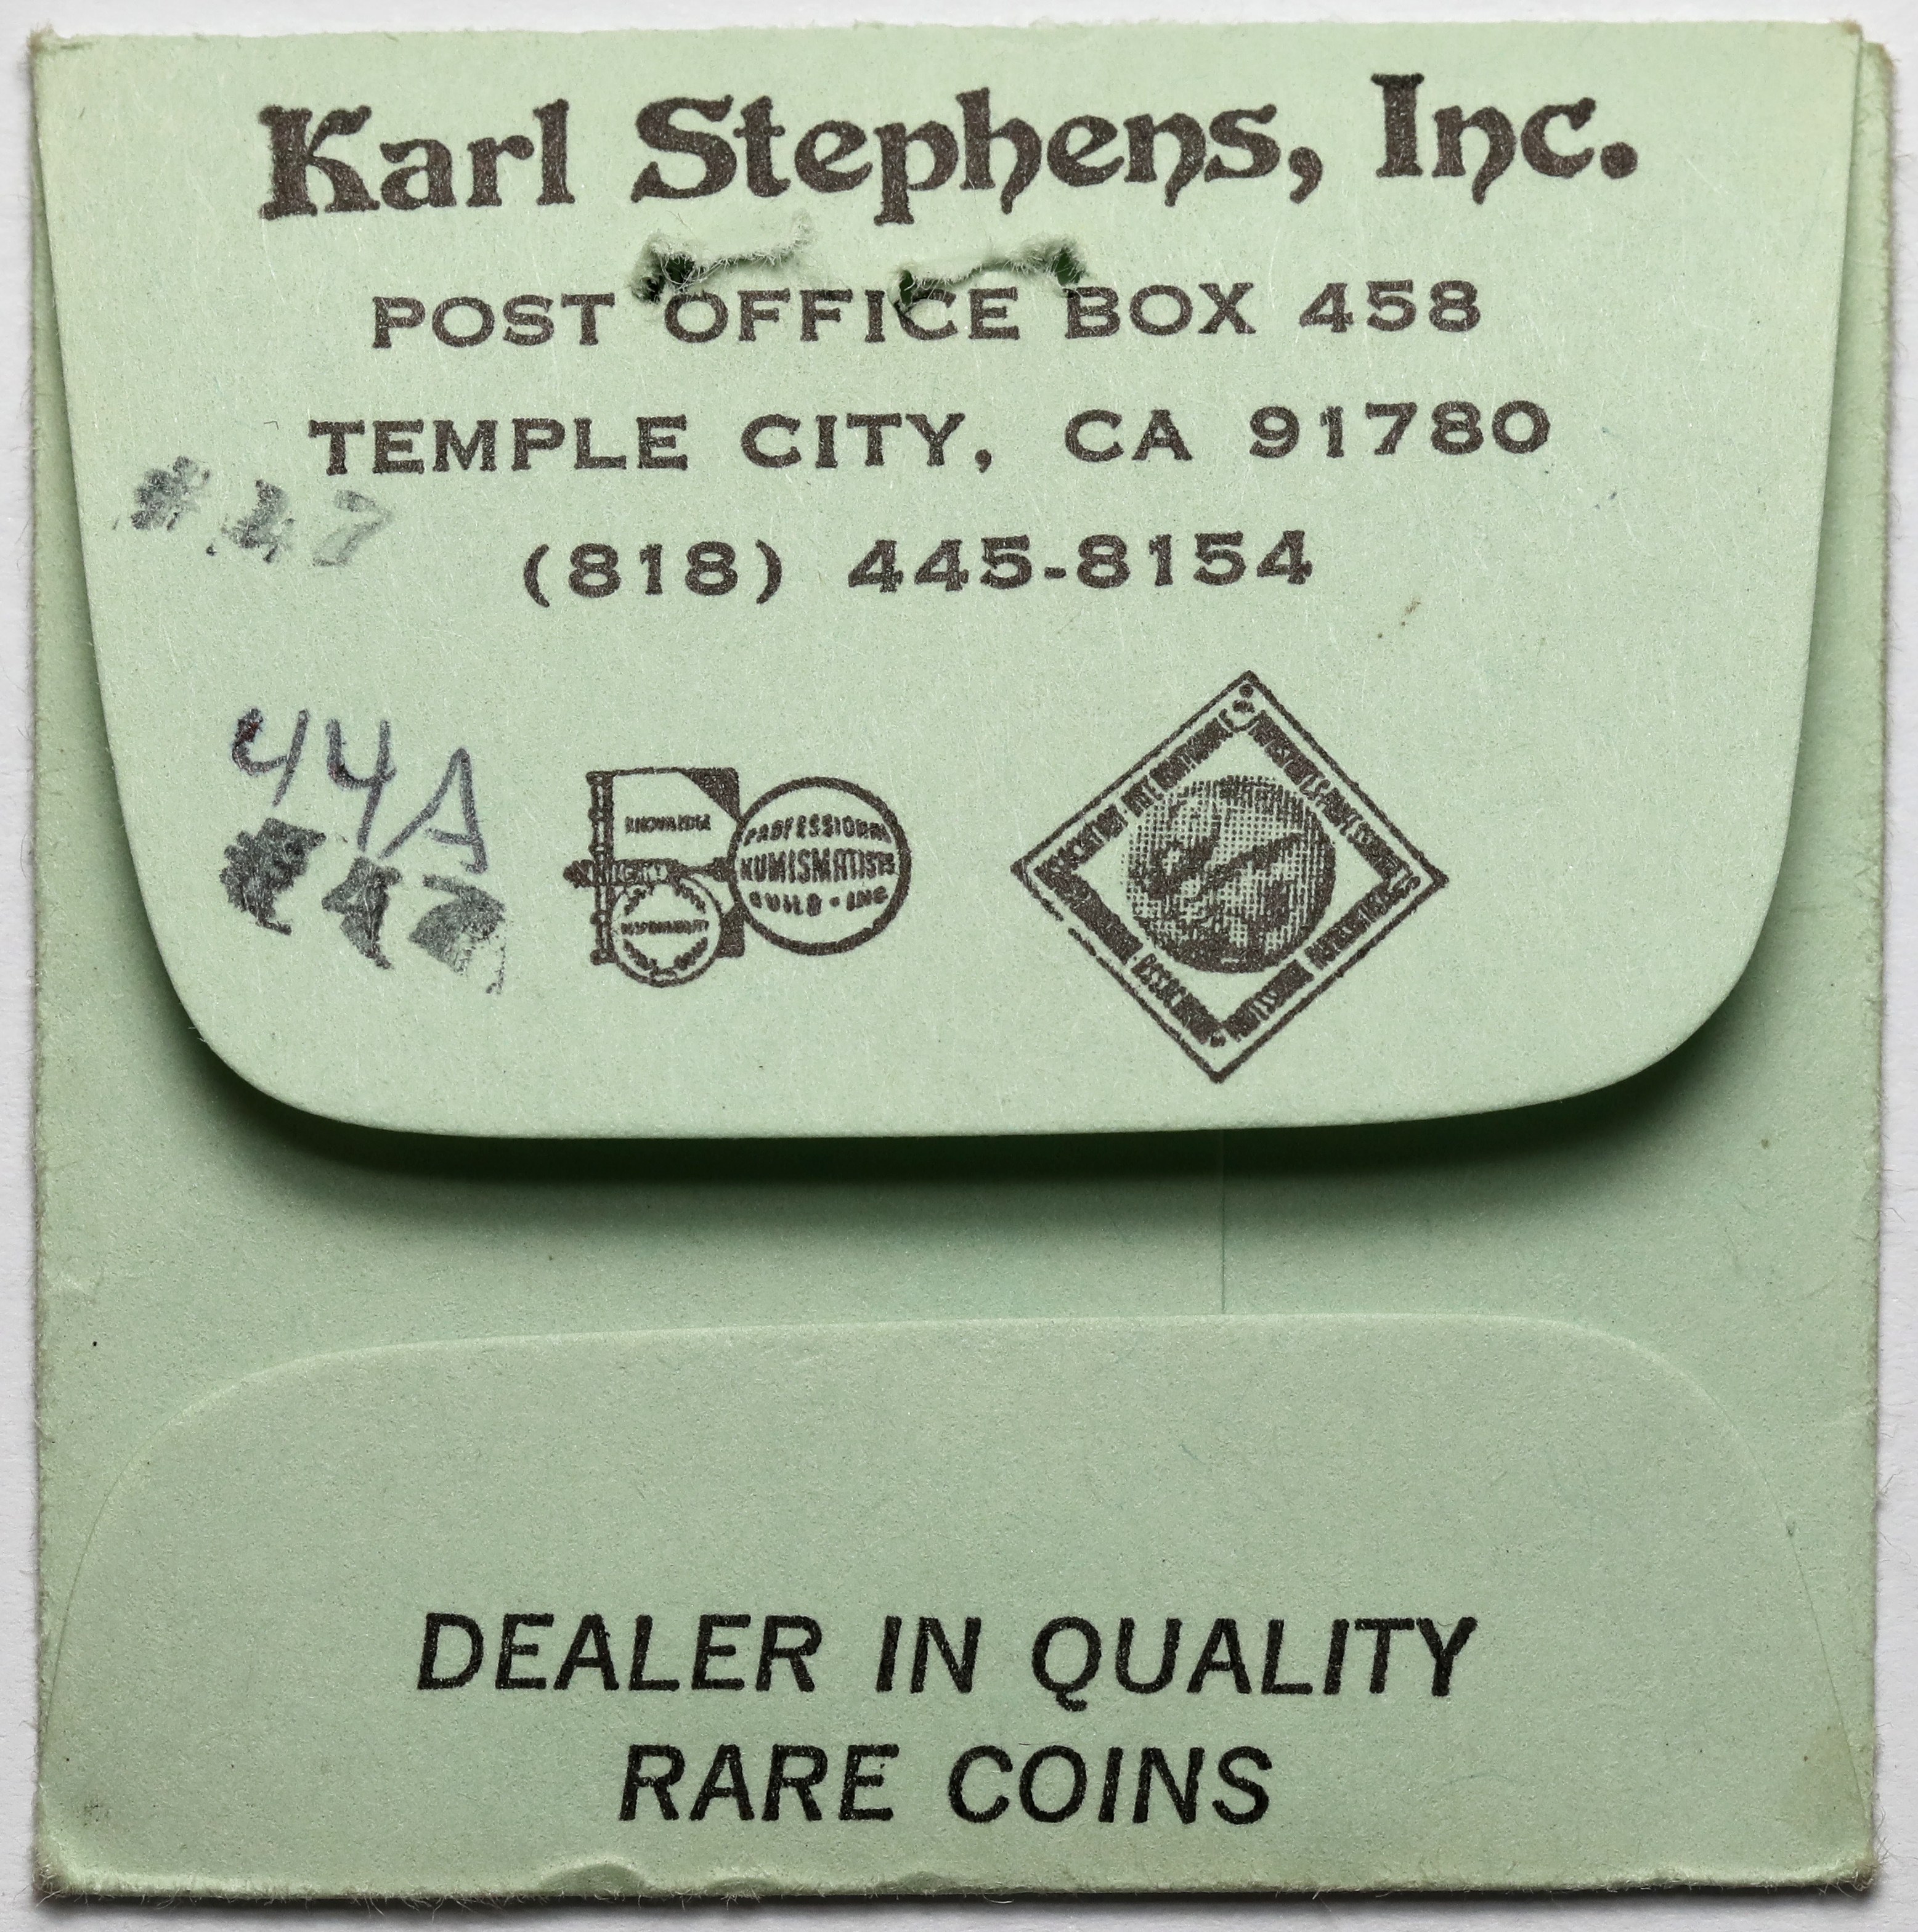 Karl Stephens, Inc.
POST OFFICE BOX 458
TEMPLE CITY, CA 91780
(818) 445-8154
44A
KNOWLEDGE
PROFESSIONAL
NUMISMATISTS
GUILD • INC
DEALER IN QUALITY
RARE COINS